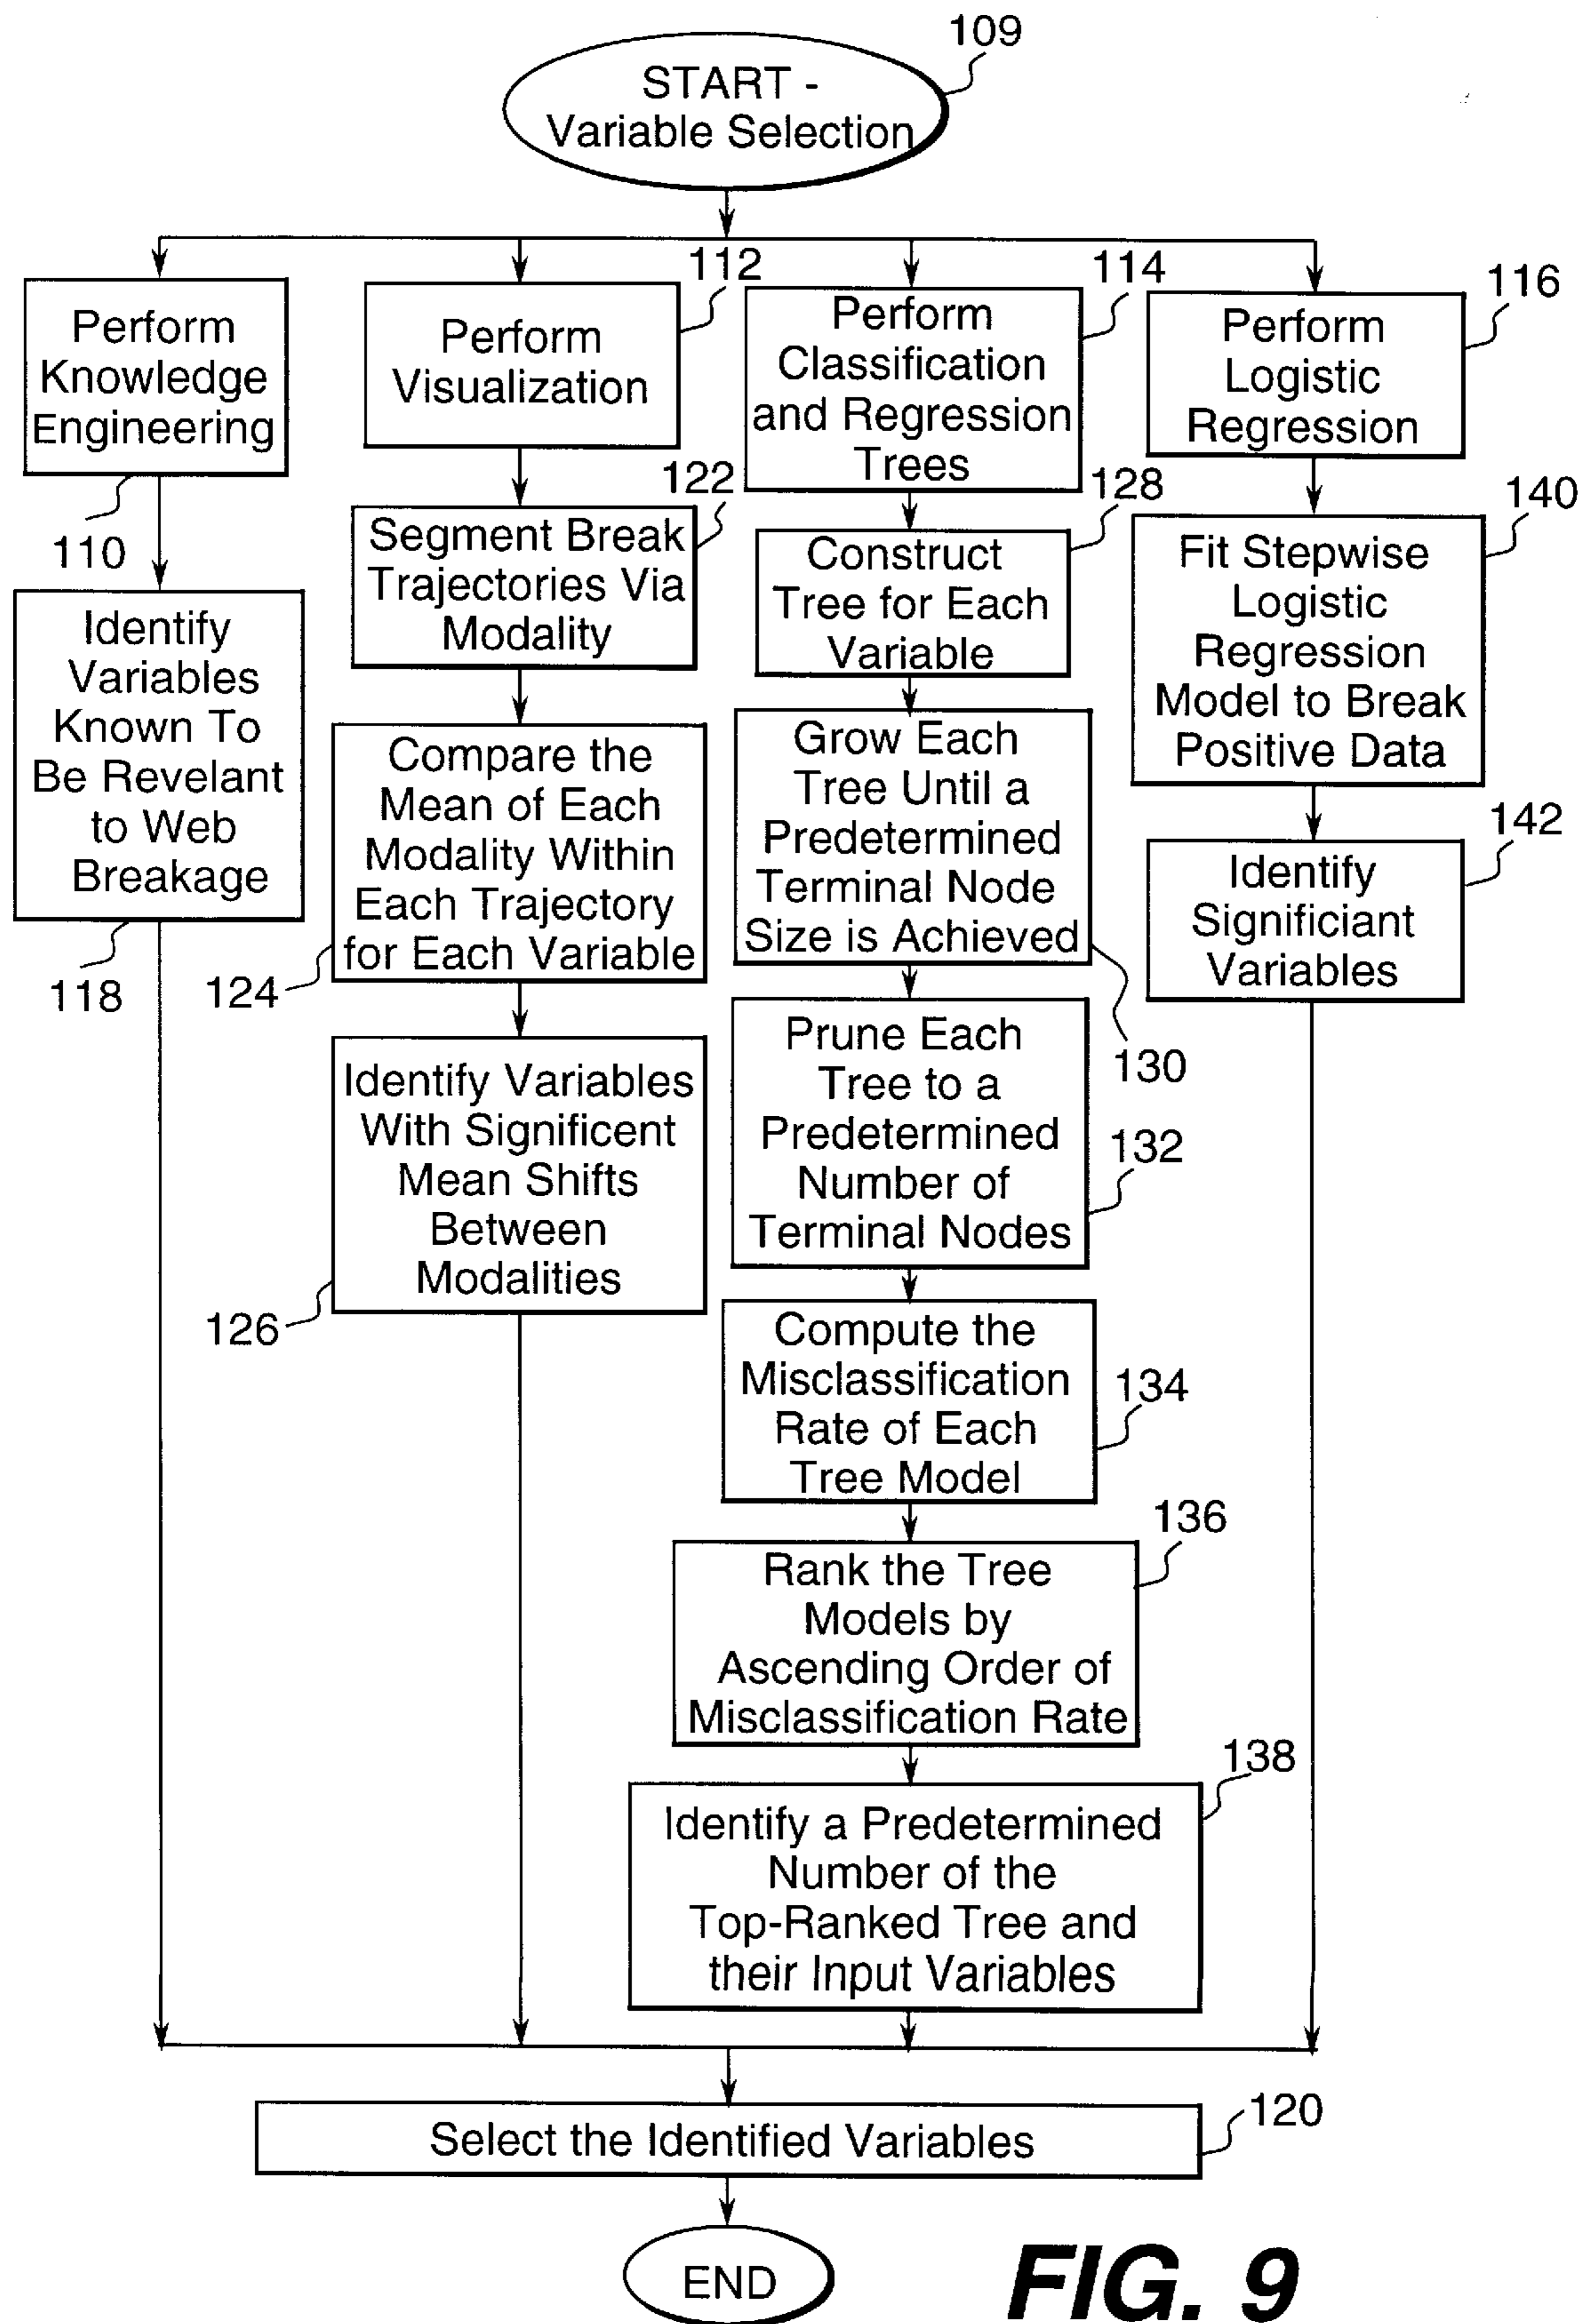 109
START -
Variable Selection
Perform
Knowledge
Engineering
110
Identify
Variables
Known To
Be Revelant
to Web
Breakage
118
112
Perform
Visualization
122
Segment Break
Trajectories Via
Modality
Compare the
Mean of Each
Modality Within
Each Trajectory
for Each Variable
124
Identify Variables
With Significent
Mean Shifts
Between
Modalities
126
114
Perform
Classification
and Regression
Trees
128
Construct
Tree for Each
Variable
Grow Each
Tree Until a
Predetermined
Terminal Node
Size is Achieved
130
Prune Each
Tree to a
Predetermined
Number of
Terminal Nodes
132
Compute the
Misclassification
Rate of Each
Tree Model
134
136
Rank the Tree
Models by
Ascending Order of
Misclassification Rate
138
Identify a Predetermined
Number of the
Top-Ranked Tree and
their Input Variables
116
Perform
Logistic
Regression
140
Fit Stepwise
Logistic
Regression
Model to Break
Positive Data
142
Identify
Significiant
Variables
Select the Identified Variables
120
END
FIG. 9